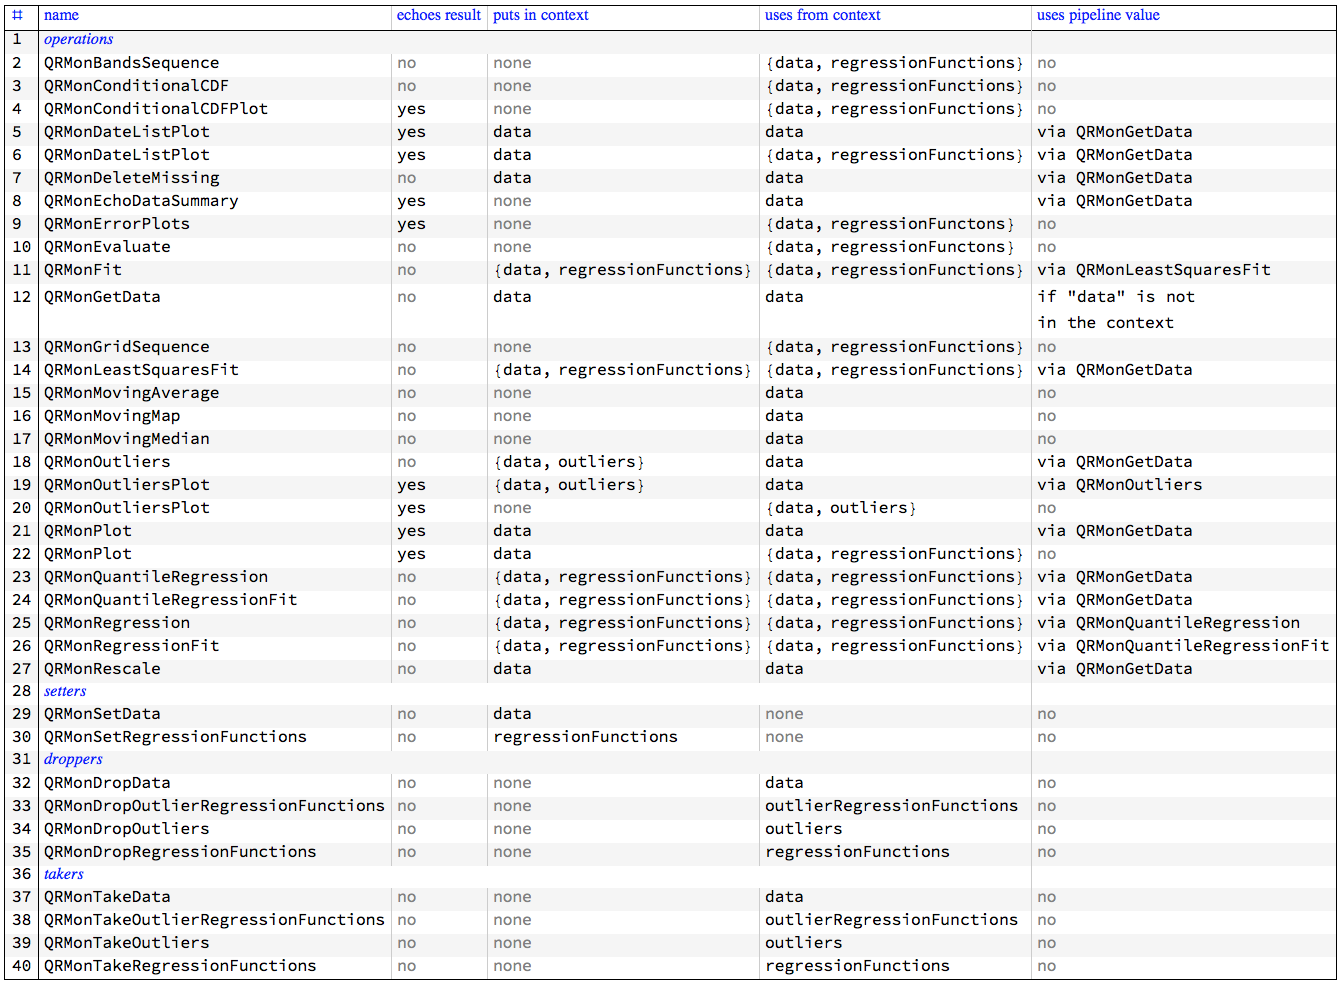 # name echoes result puts in context uses from context uses pipeline value
1 operations
2 QRMonBandsSequence no none {data, regressionFunctions} no
3 QRMonConditionalCDF no none {data, regressionFunctions} no
4 QRMonConditionalCDFPlot yes none {data, regressionFunctions} no
5 QRMonDateListPlot yes data data via QRMonGetData
6 QRMonDateListPlot yes data {data, regressionFunctions} via QRMonGetData
7 QRMonDeleteMissing no data data via QRMonGetData
8 QRMonEchoDataSummary yes none data via QRMonGetData
9 QRMonErrorPlots yes none {data, regressionFunctons} no
10 QRMonEvaluate no none {data, regressionFunctons} no
11 QRMonFit no {data, regressionFunctions} {data, regressionFunctions} via QRMonLeastSquaresFit
12 QRMonGetData no data data if "data" is not
in the context
13 QRMonGridSequence no none {data, regressionFunctions} no
14 QRMonLeastSquaresFit no {data, regressionFunctions} {data, regressionFunctions} via QRMonGetData
15 QRMonMovingAverage no none data no
16 QRMonMovingMap no none data no
17 QRMonMovingMedian no none data no
18 QRMonOutliers no {data, outliers} data via QRMonGetData
19 QRMonOutliersPlot yes {data, outliers} data via QRMonOutliers
20 QRMonOutliersPlot yes none {data, outliers} no
21 QRMonPlot yes data data via QRMonGetData
22 QRMonPlot yes data {data, regressionFunctions} no
23 QRMonQuantileRegression no {data, regressionFunctions} {data, regressionFunctions} via QRMonGetData
24 QRMonQuantileRegressionFit no {data, regressionFunctions} {data, regressionFunctions} via QRMonGetData
25 QRMonRegression no {data, regressionFunctions} {data, regressionFunctions} via QRMonQuantileRegression
26 QRMonRegressionFit no {data, regressionFunctions} {data, regressionFunctions} via QRMonQuantileRegressionFit
27 QRMonRescale no data data via QRMonGetData
28 setters
29 QRMonSetData no data none no
30 QRMonSetRegressionFunctions no regressionFunctions none no
31 droppers
32 QRMonDropData no none data no
33 QRMonDropOutlierRegressionFunctions no none outlierRegressionFunctions no
34 QRMonDropOutliers no none outliers no
35 QRMonDropRegressionFunctions no none regressionFunctions no
36 takers
37 QRMonTakeData no none data no
38 QRMonTakeOutlierRegressionFunctions no none outlierRegressionFunctions no
39 QRMonTakeOutliers no none outliers no
40 QRMonTakeRegressionFunctions no none regressionFunctions no